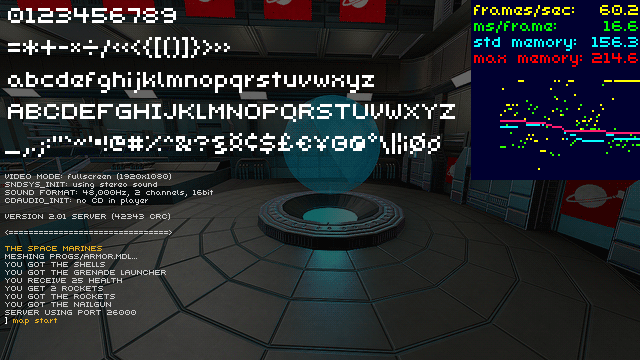 0123456789
=*+-×÷/‹«<{[()]}>»›
abcdefghijklmnopqrstuvwxyz
ABCDEFGHIJKLMNOPQRSTUVWXYZ
frames/sec: 60.2
ms/frame: 16.6
std memory: 156.3
max memory: 214.6
VIDEO MODE: fullscreen (1920x1080)
SNDSYS_INIT: using stereo sound
SOUND FORMAT: 48,000Hz, 2 channels, 16bit
CDAUDIO_INIT: no CD in player
VERSION 2.01 SERVER (42343 CRC)
<==============================>
THE SPACE MARINES
MESHING PROGS/ARMOR.MDL...
YOU GOT THE SHELLS
YOU GOT THE GRENADE LAUNCHER
YOU RECEIVE 25 HEALTH
YOU GET 2 ROCKETS
YOU GOT THE ROCKETS
YOU GOT THE NAILGUN
SERVER USING PORT 26000
] map start